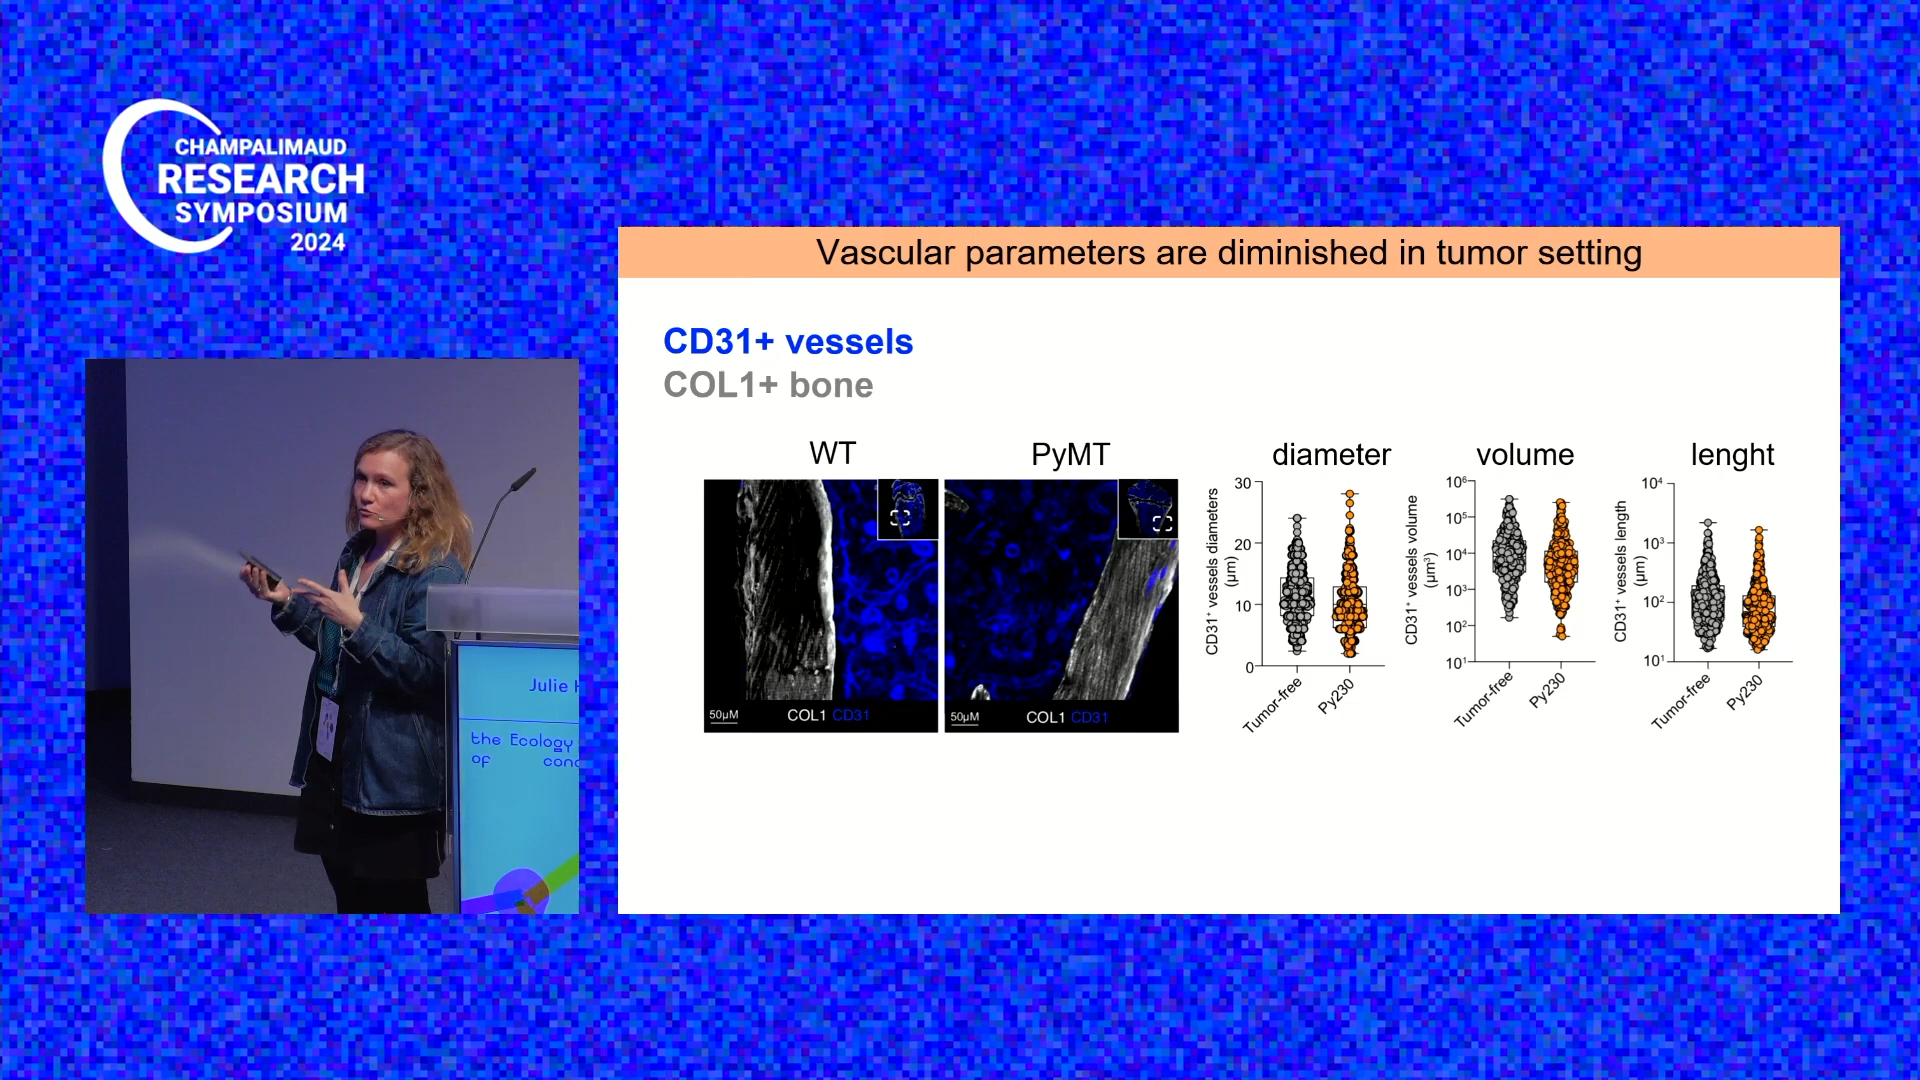 CHAMPALIMAUD
RESEARCH
SYMPOSIUM
2024
Vascular parameters are diminished in tumor setting
CD31+ vessels
COL1+ bone
WT
PyMT
diameter
volume
lenght
50µM
COL1 CD31
50µM
COL1 CD31
CD31⁺ vessels diameters
(µm)
30
20
10
0
Tumor-free
Py230
CD31⁺ vessels volume
(µm³)
10⁶
10⁵
10⁴
10³
10²
10¹
Tumor-free
Py230
CD31⁺ vessels length
(µm)
10⁴
10³
10²
10¹
Tumor-free
Py230
Julie
the Ecology
of